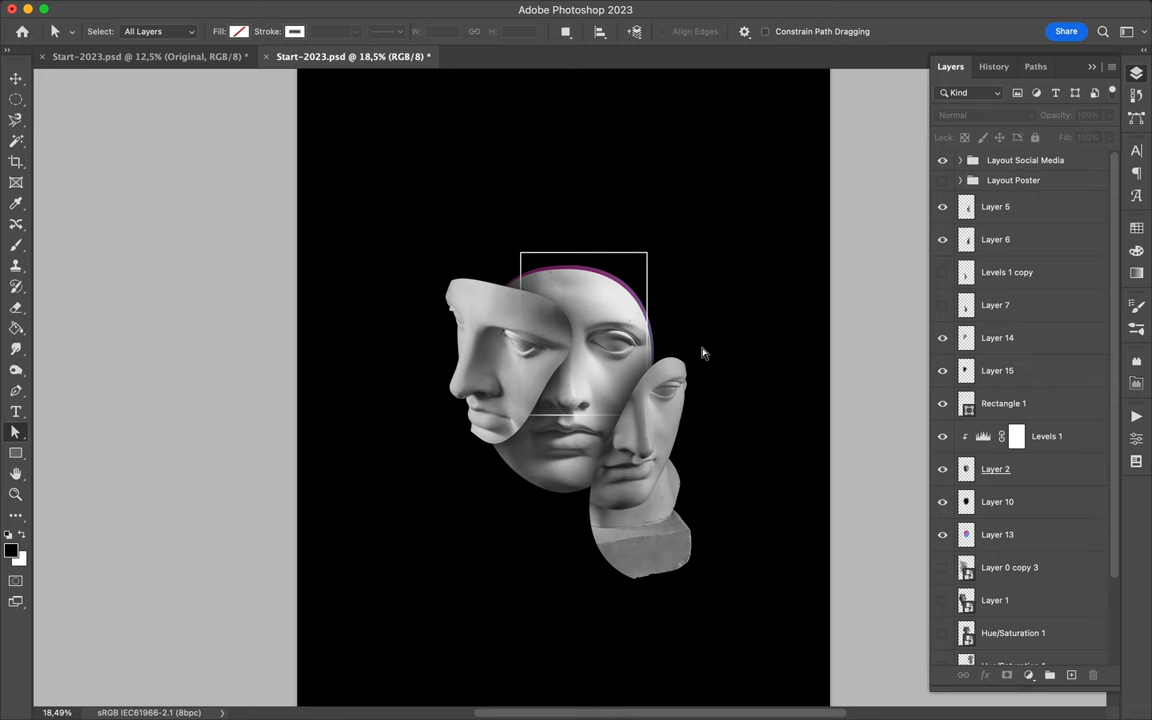 Adobe Photoshop 2023
Select: All Layers Fill: Stroke: W: H: Align Edges Constrain Path Dragging Share
Start-2023.psd @ 12,5% (Original, RGB/8) *
Start-2023.psd @ 18,5% (RGB/8) *
Layers History Paths
Kind
Normal Opacity: 100%
Lock: Fill: 100%
Layout Social Media
Layout Poster
Layer 5
Layer 6
Levels 1 copy
Layer 7
Layer 14
Layer 15
Rectangle 1
Levels 1
Layer 2
Layer 10
Layer 13
Layer 0 copy 3
Layer 1
Hue/Saturation 1
18,49% sRGB IEC61966-2.1 (8bpc)